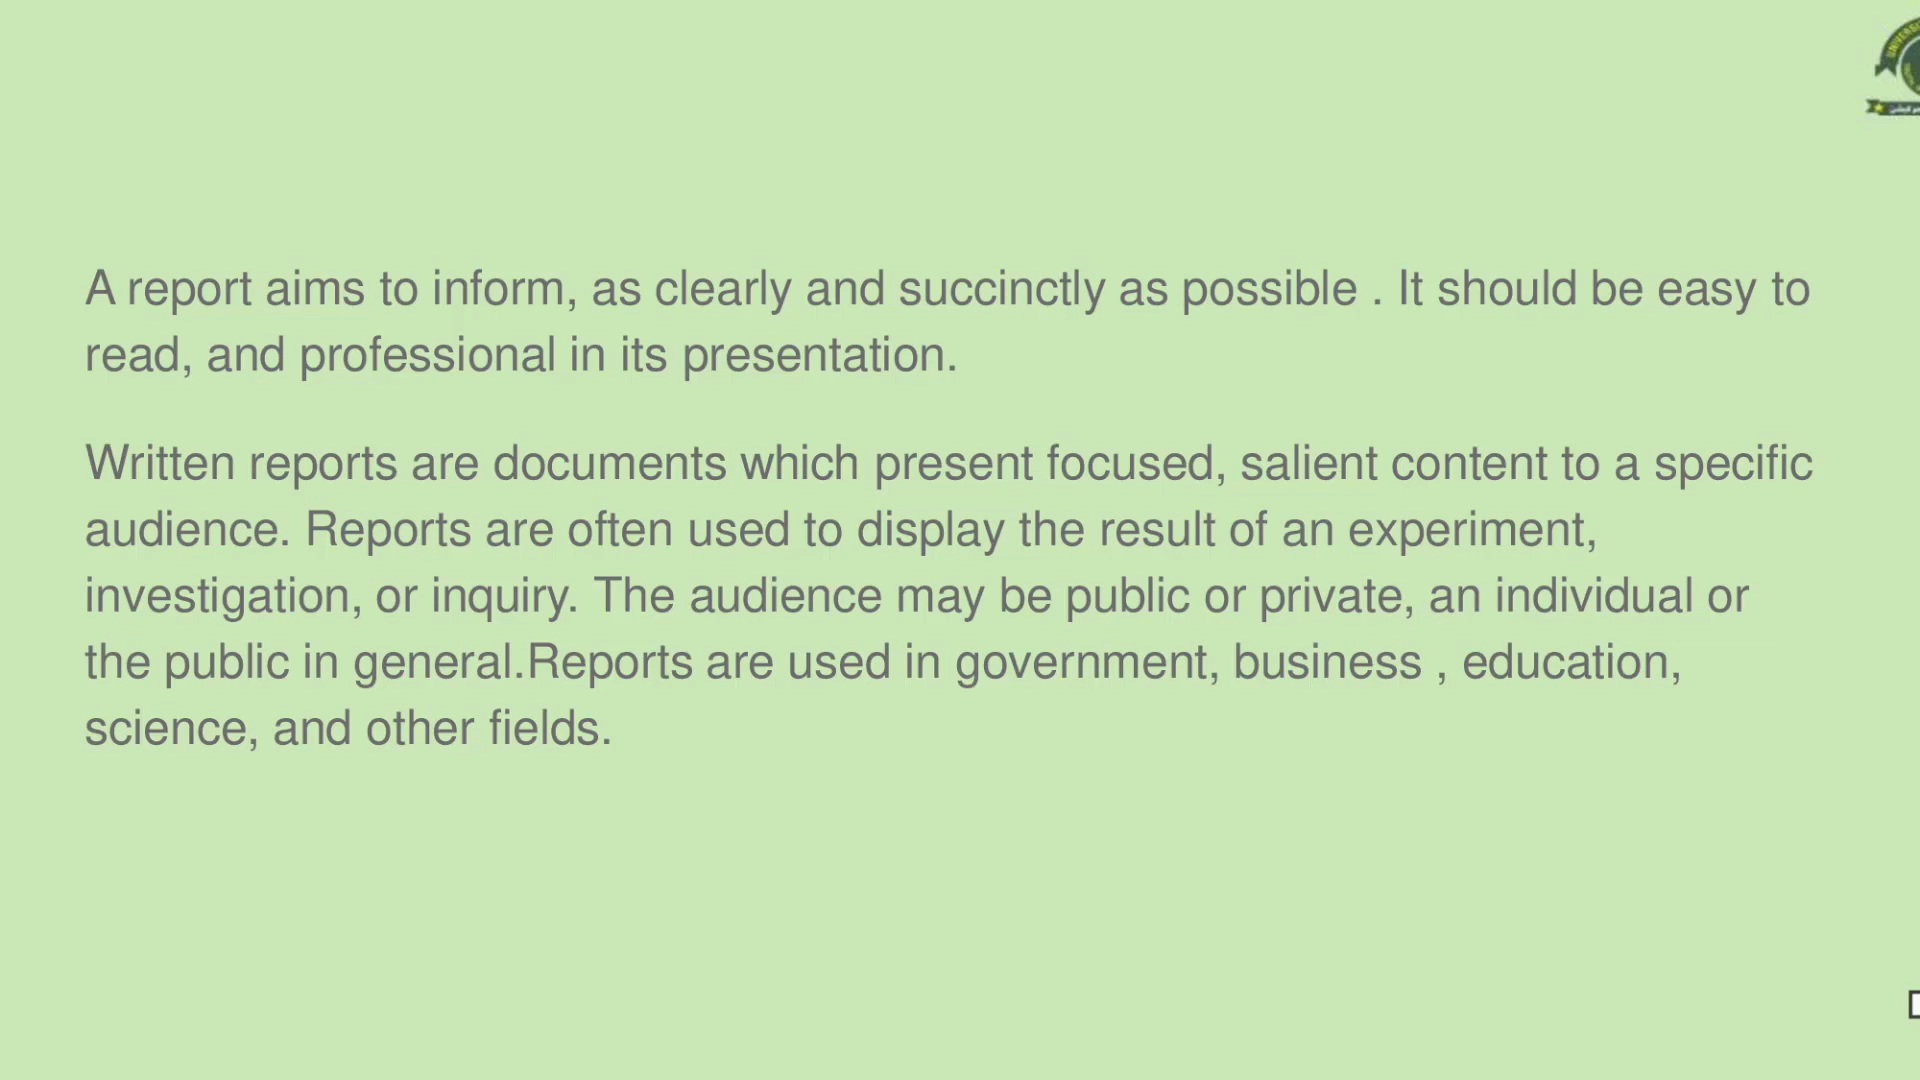 A report aims to inform, as clearly and succinctly as possible . It should be easy to
read, and professional in its presentation.
Written reports are documents which present focused, salient content to a specific
audience. Reports are often used to display the result of an experiment,
investigation, or inquiry. The audience may be public or private, an individual or
the public in general.Reports are used in government, business , education,
science, and other fields.